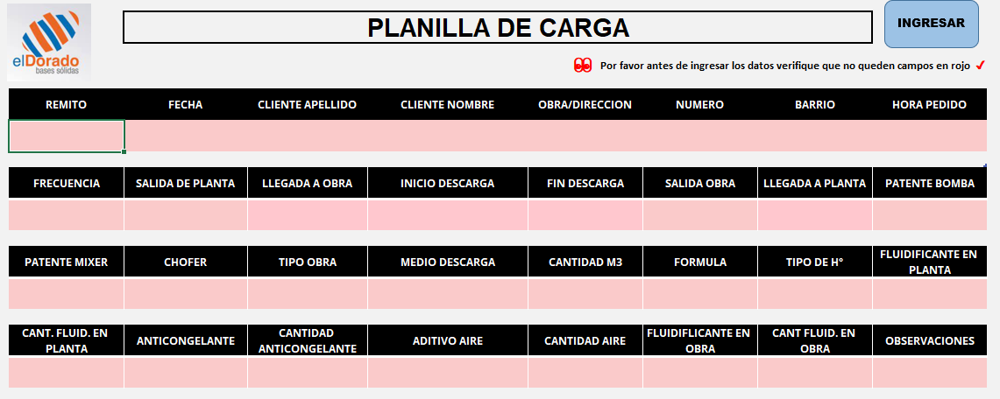 PLANILLA DE CARGA
INGRESAR
elDorado
bases sólidas
Por favor antes de ingresar los datos verifique que no queden campos en rojo
REMITO FECHA CLIENTE APELLIDO CLIENTE NOMBRE OBRA/DIRECCION NUMERO BARRIO HORA PEDIDO
FRECUENCIA SALIDA DE PLANTA LLEGADA A OBRA INICIO DESCARGA FIN DESCARGA SALIDA OBRA LLEGADA A PLANTA PATENTE BOMBA
PATENTE MIXER CHOFER TIPO OBRA MEDIO DESCARGA CANTIDAD M3 FORMULA TIPO DE Hº FLUIDIFICANTE EN
PLANTA
CANT. FLUID. EN
PLANTA
ANTICONGELANTE
CANTIDAD
ANTICONGELANTE
ADITIVO AIRE
CANTIDAD AIRE
FLUIDIFLICANTE EN
OBRA
CANT FLUID. EN
OBRA
OBSERVACIONES